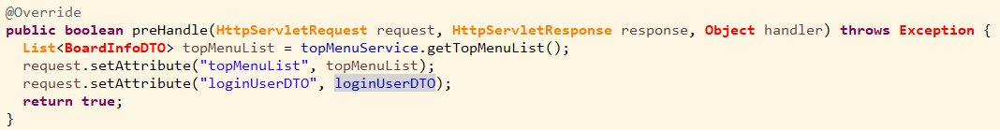 @Override
public boolean preHandle(HttpServletRequest request, HttpServletResponse response, Object handler) throws Exception {
List<BoardInfoDTO> topMenuList = topMenuService.getTopMenuList();
request.setAttribute("topMenuList", topMenuList);
request.setAttribute("loginUserDTO", loginUserDTO);
return true;
}